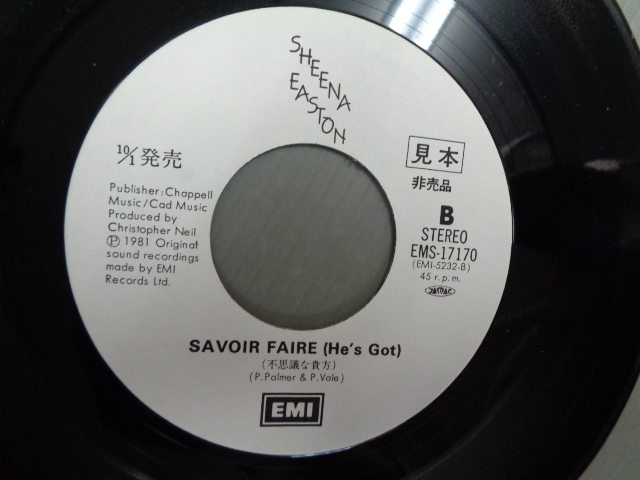 SHEENA
EASTON
10/1 発売
見本
非売品
Publisher: Chappell
Music/Cad Music
Produced by
Christopher Neil
Ⓟ 1981 Original
sound recordings
made by EMI
Records Ltd.
B
STEREO
EMS-17170
(EMI-5232-B)
45 r.p.m.
JASRAC
SAVOIR FAIRE (He's Got)
(不思議な貴方)
(P. Palmer & P. Vale)
EMI